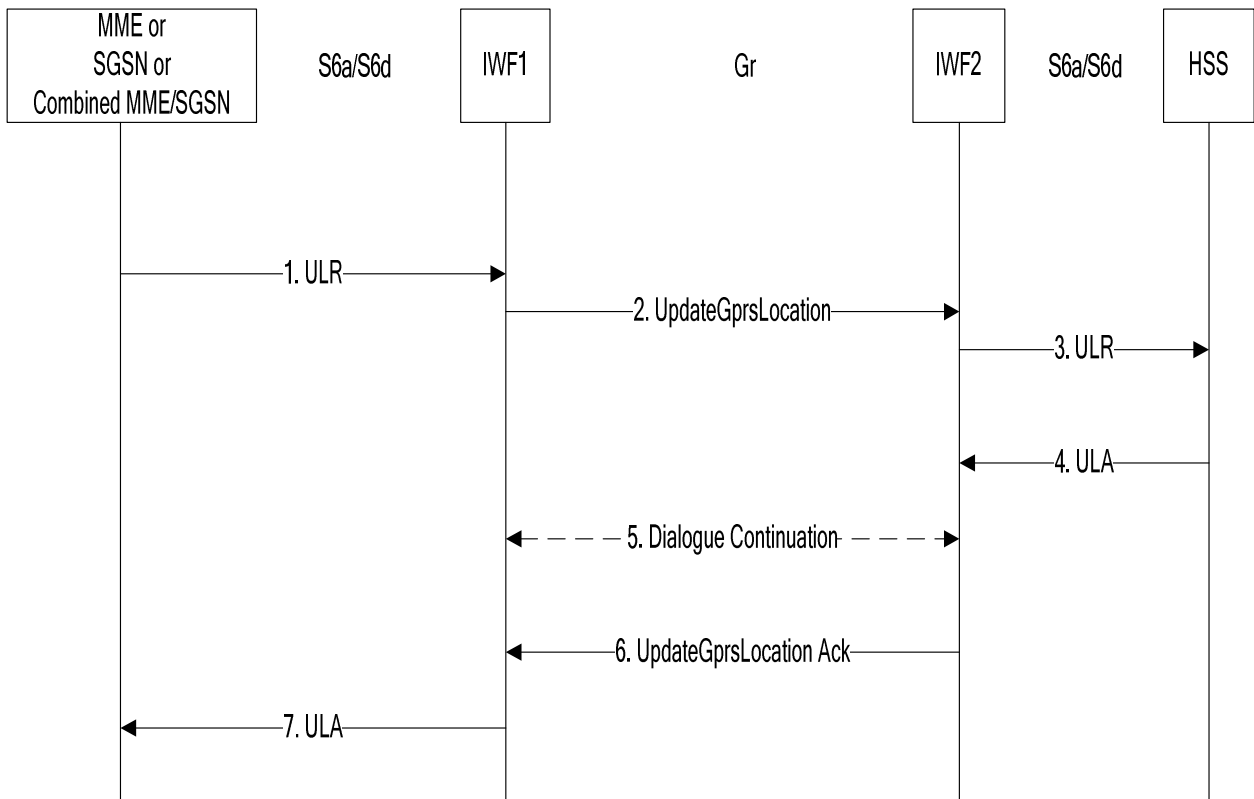 MME or
SGSN or
Combined MME/SGSN
S6a/S6d
IWF1
Gr
IWF2
S6a/S6d
HSS
1. ULR
2. UpdateGprsLocation
3. ULR
4. ULA
5. Dialogue Continuation
6. UpdateGprsLocation Ack
7. ULA